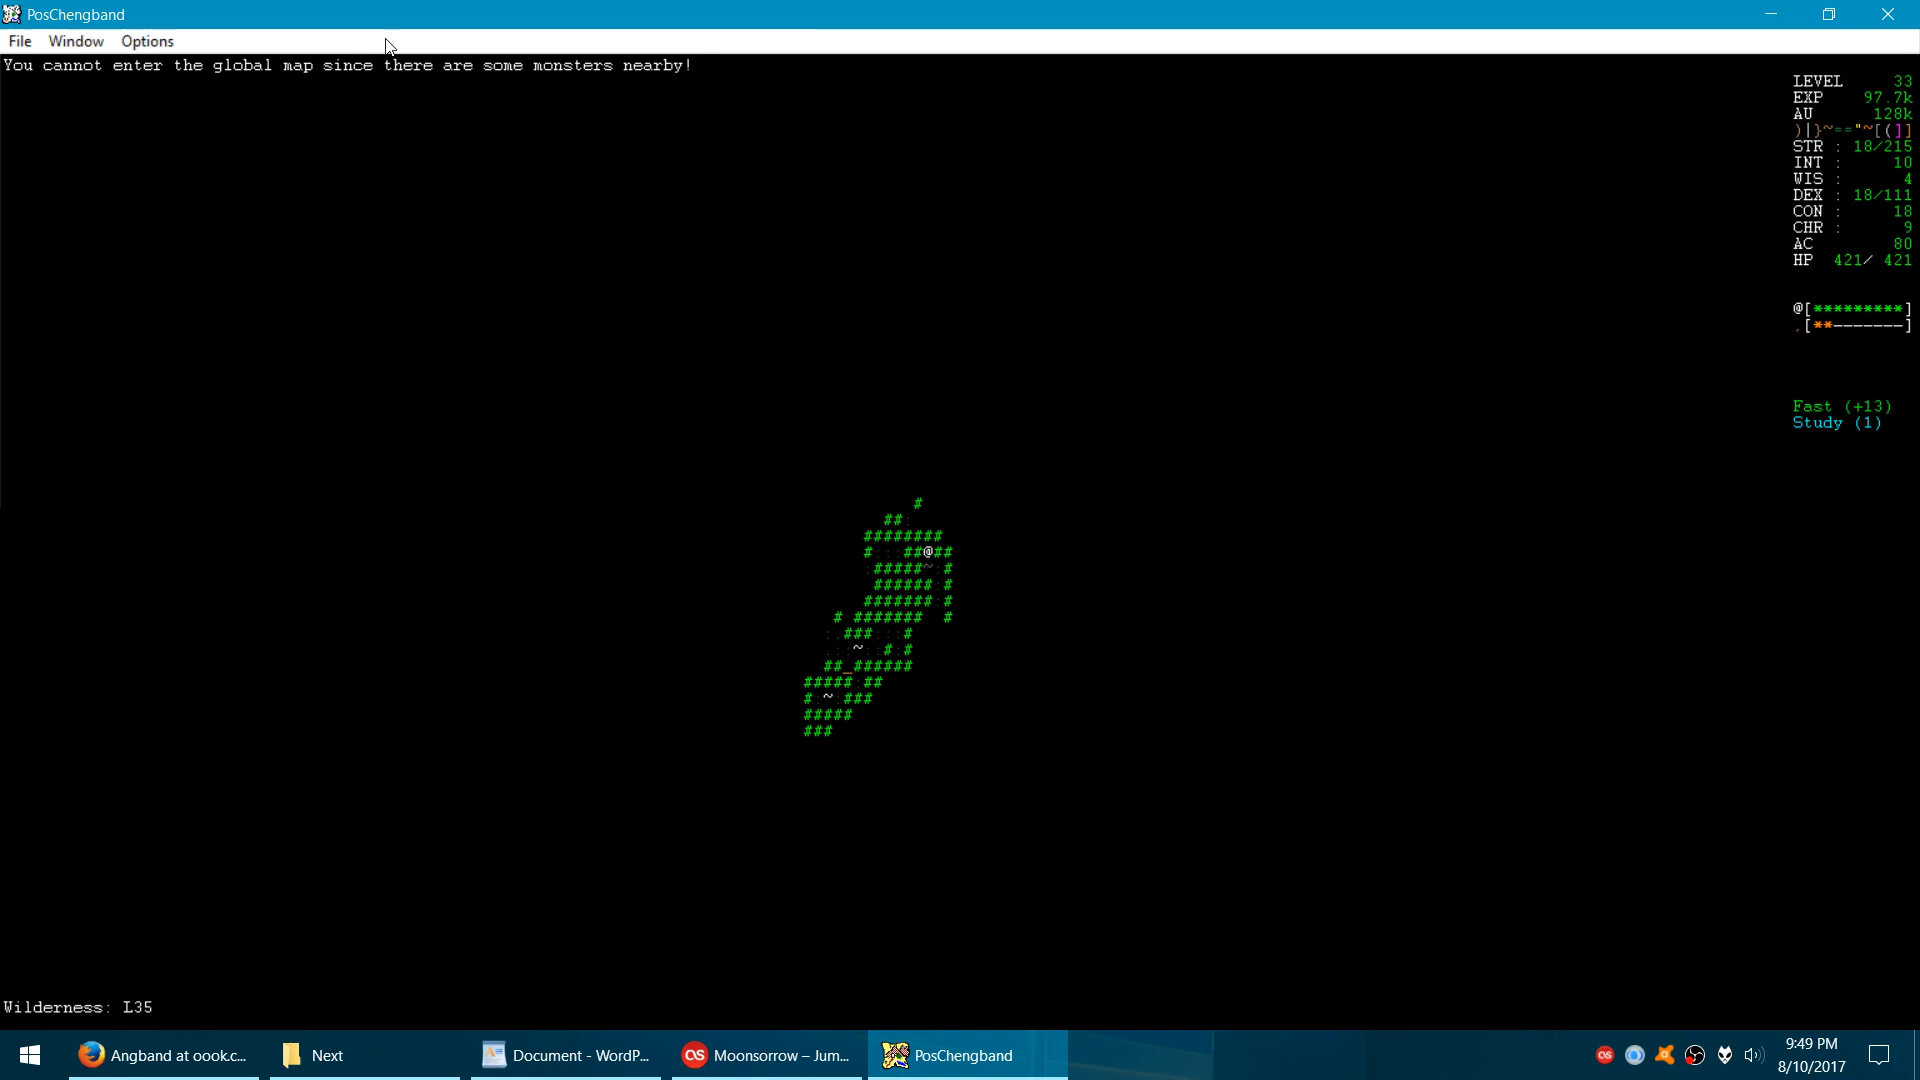 PosChengband
File Window Options
You cannot enter the global map since there are some monsters nearby!
LEVEL 33
EXP 97.7k
AU 128k
)|}~=="~[(]]
STR : 18/215
INT : 10
WIS : 4
DEX : 18/111
CON : 18
CHR : 9
AC 80
HP 421/ 421
@[*********]
,[**-------]
Fast (+13)
Study (1)
#
##:
########
#:::##@##
:#####~:#
######:#
#######:#
# ####### #
:.###:::#
.::~::#:#
##_######
#####:##
#:~:###
#####
###
Wilderness: L35
Angband at oook.c...
Next
Document - WordP...
Moonsorrow – Jum...
PosChengband
9:49 PM
8/10/2017